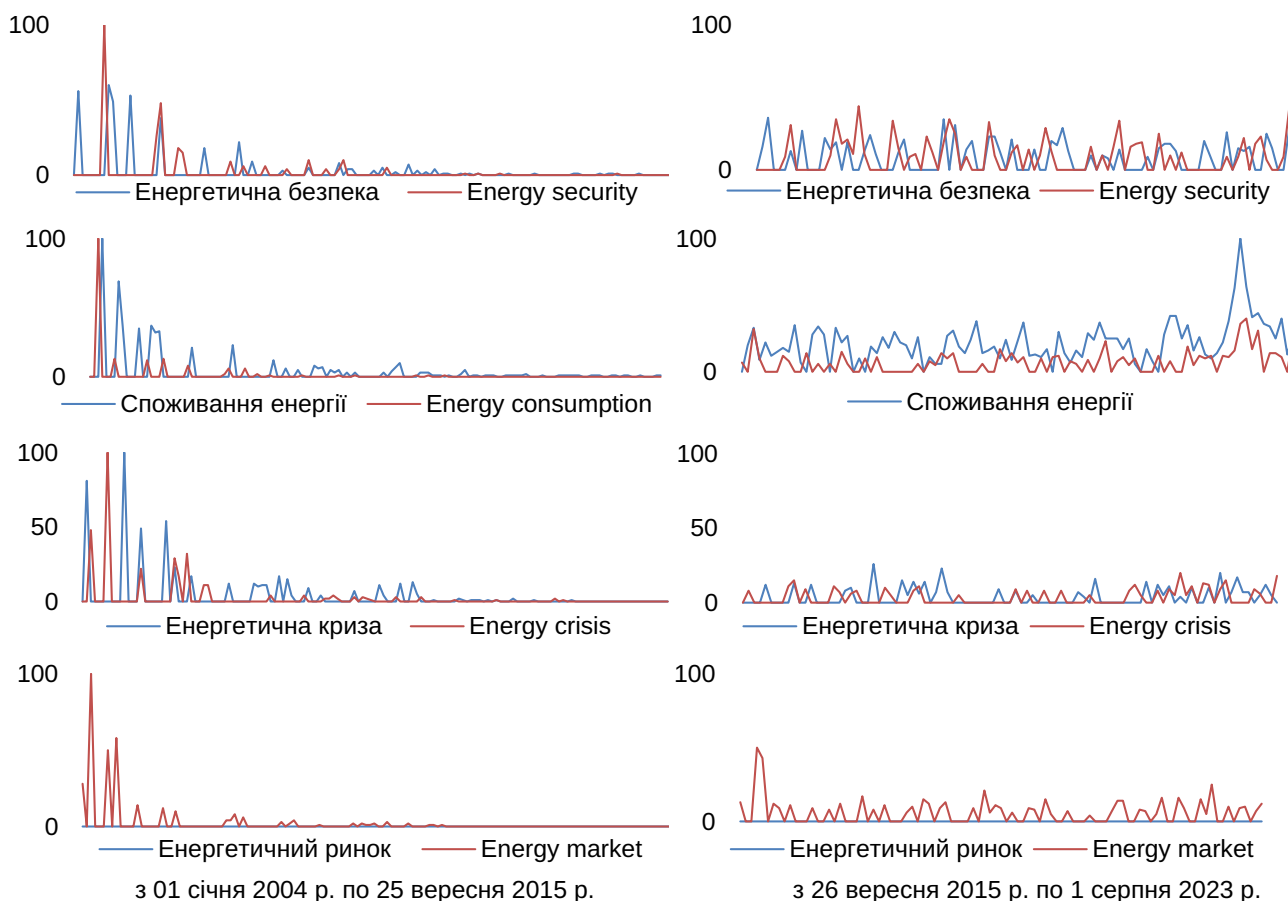 100
0
Енергетична безпека
Energy security
100
0
Енергетична безпека
Energy security
100
0
Споживання енергії
Energy consumption
100
0
Споживання енергії
100
50
0
Енергетична криза
Energy crisis
100
50
0
Енергетична криза
Energy crisis
100
0
Енергетичний ринок
Energy market
100
0
Енергетичний ринок
Energy market
з 01 січня 2004 р. по 25 вересня 2015 р.
з 26 вересня 2015 р. по 1 серпня 2023 р.